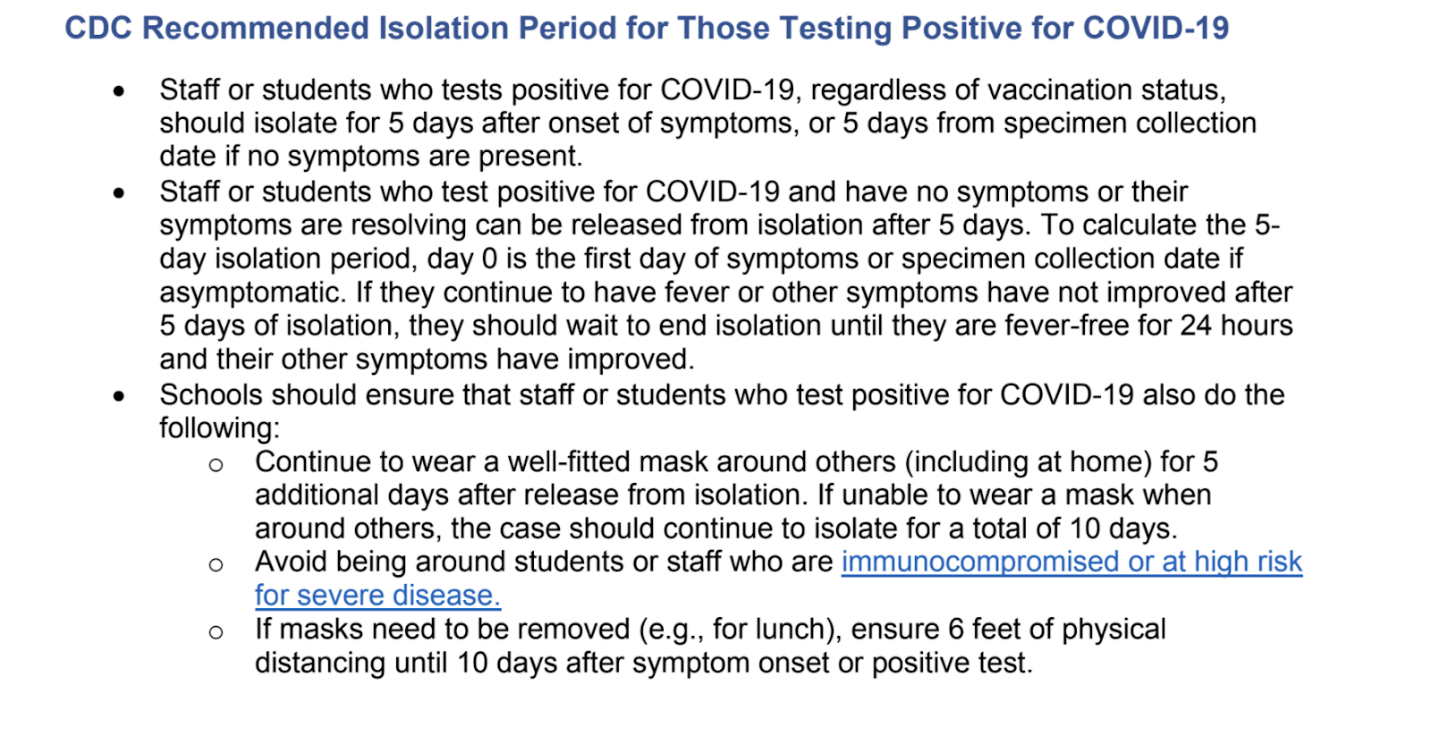 CDC Recommended Isolation Period for Those Testing Positive for COVID-19
• Staff or students who tests positive for COVID-19, regardless of vaccination status,
should isolate for 5 days after onset of symptoms, or 5 days from specimen collection
date if no symptoms are present.
• Staff or students who test positive for COVID-19 and have no symptoms or their
symptoms are resolving can be released from isolation after 5 days. To calculate the 5-
day isolation period, day 0 is the first day of symptoms or specimen collection date if
asymptomatic. If they continue to have fever or other symptoms have not improved after
5 days of isolation, they should wait to end isolation until they are fever-free for 24 hours
and their other symptoms have improved.
• Schools should ensure that staff or students who test positive for COVID-19 also do the
following:
o Continue to wear a well-fitted mask around others (including at home) for 5
additional days after release from isolation. If unable to wear a mask when
around others, the case should continue to isolate for a total of 10 days.
o Avoid being around students or staff who are immunocompromised or at high risk
for severe disease.
o If masks need to be removed (e.g., for lunch), ensure 6 feet of physical
distancing until 10 days after symptom onset or positive test.